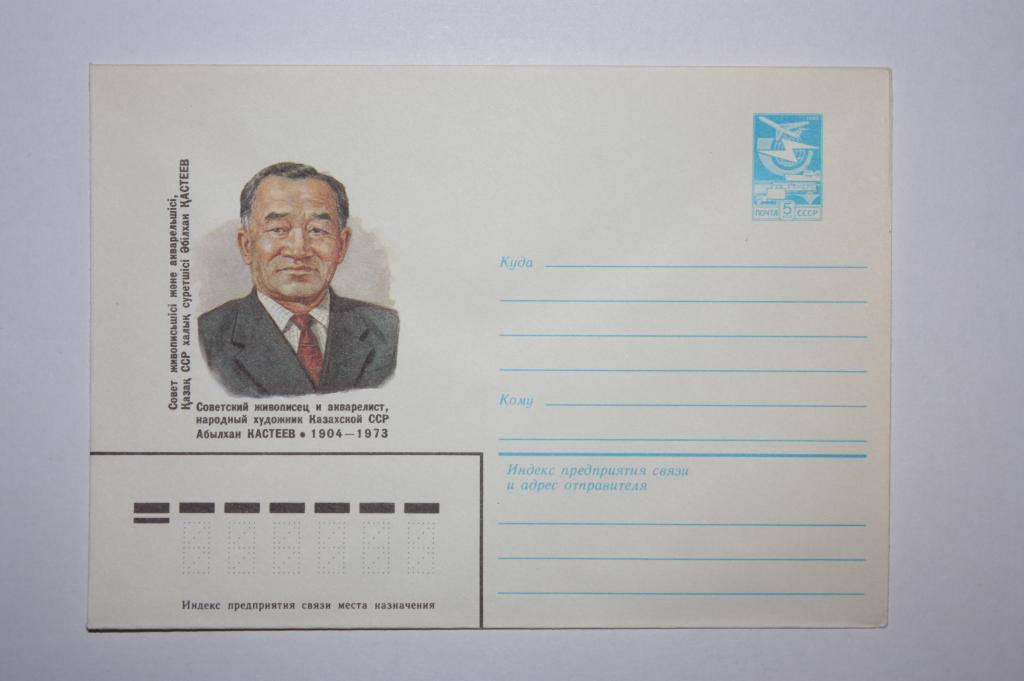 Совет живописьшісі және акварельшісі,
Қазақ ССР халық суретшісі Әбілхан ҚАСТЕЕВ
Советский живописец и акварелист,
народный художник Казахской ССР
Абылхан КАСТЕЕВ • 1904—1973
ПОЧТА 5 СССР
Куда
Кому
Индекс предприятия связи
и адрес отправителя
Индекс предприятия связи места назначения